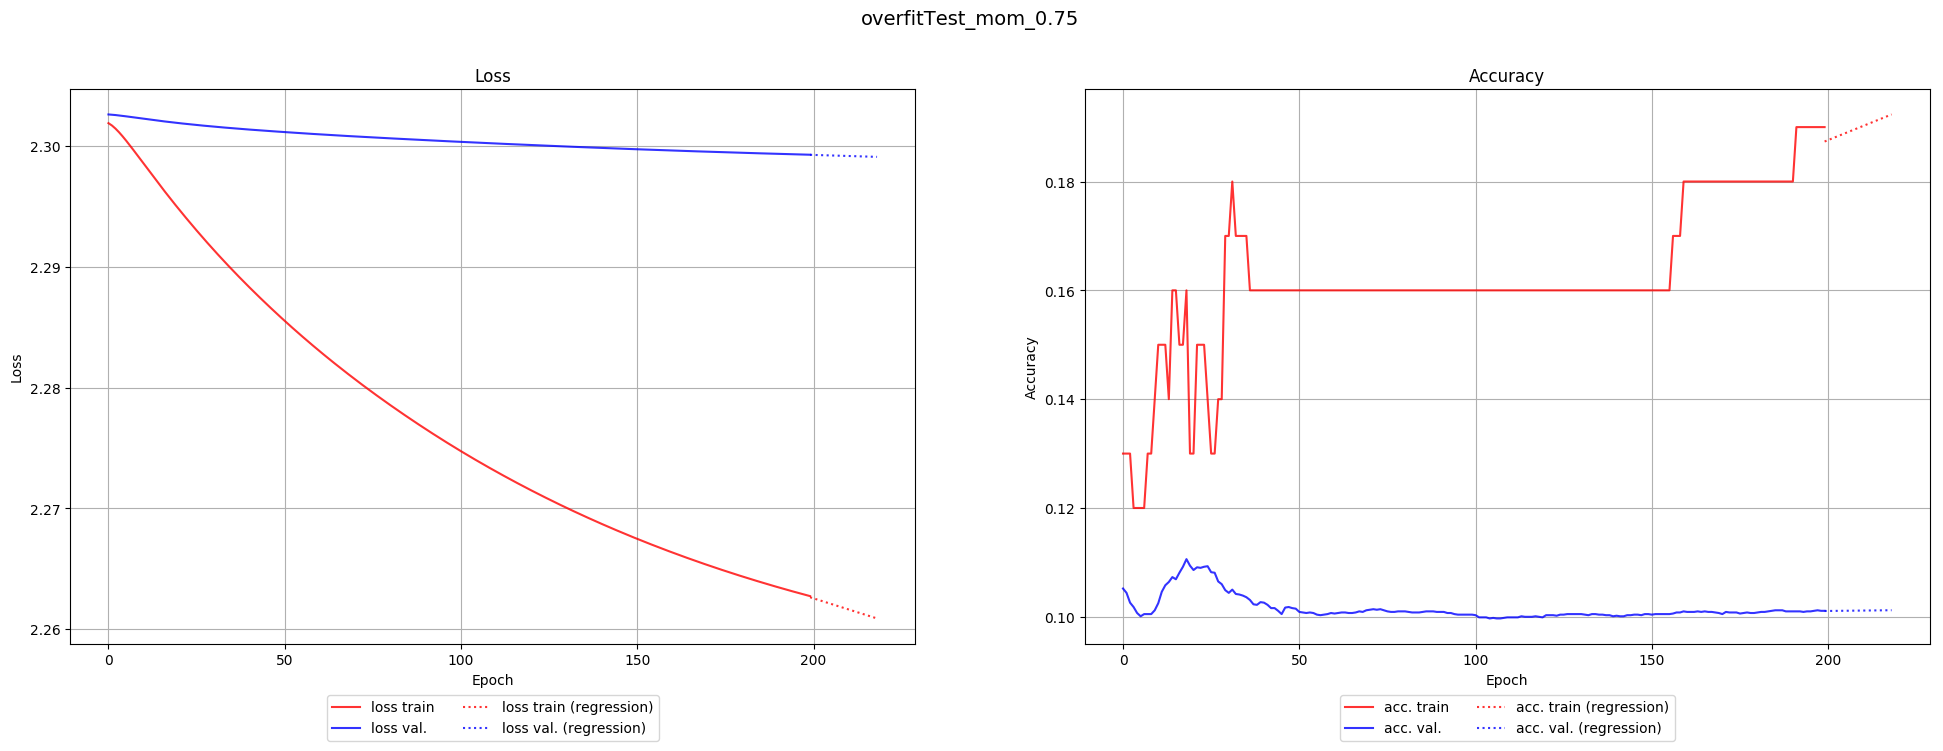 overfitTest_mom_0.75
Loss
2.30
2.29
2.28
2.27
2.26
Loss
0 50 100 150 200
Epoch
loss train loss train (regression)
loss val. loss val. (regression)
Accuracy
0.18
0.16
0.14
0.12
0.10
Accuracy
0 50 100 150 200
Epoch
acc. train acc. train (regression)
acc. val. acc. val. (regression)